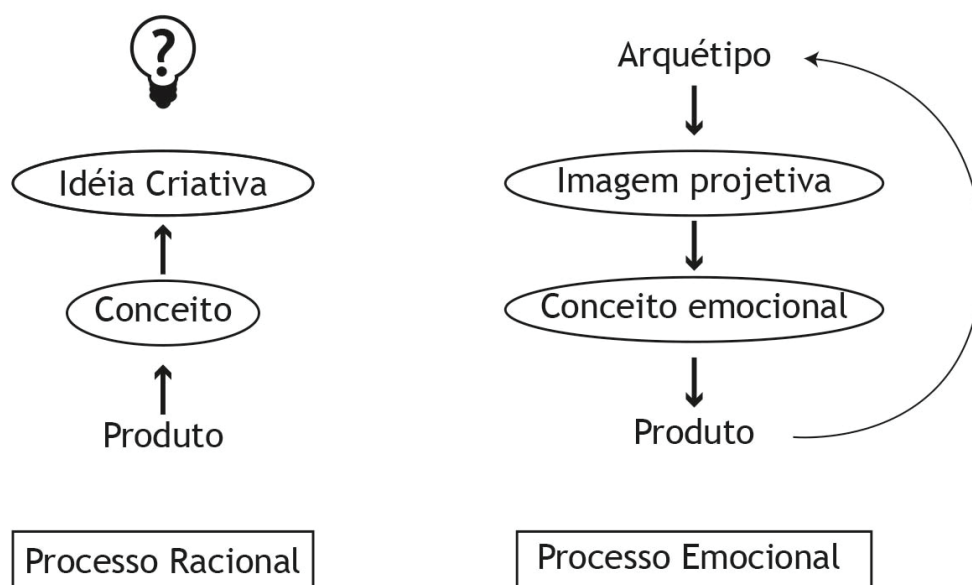 ?
Idéia Criativa
Conceito
Produto
Processo Racional
Arquétipo
Imagem projetiva
Conceito emocional
Produto
Processo Emocional